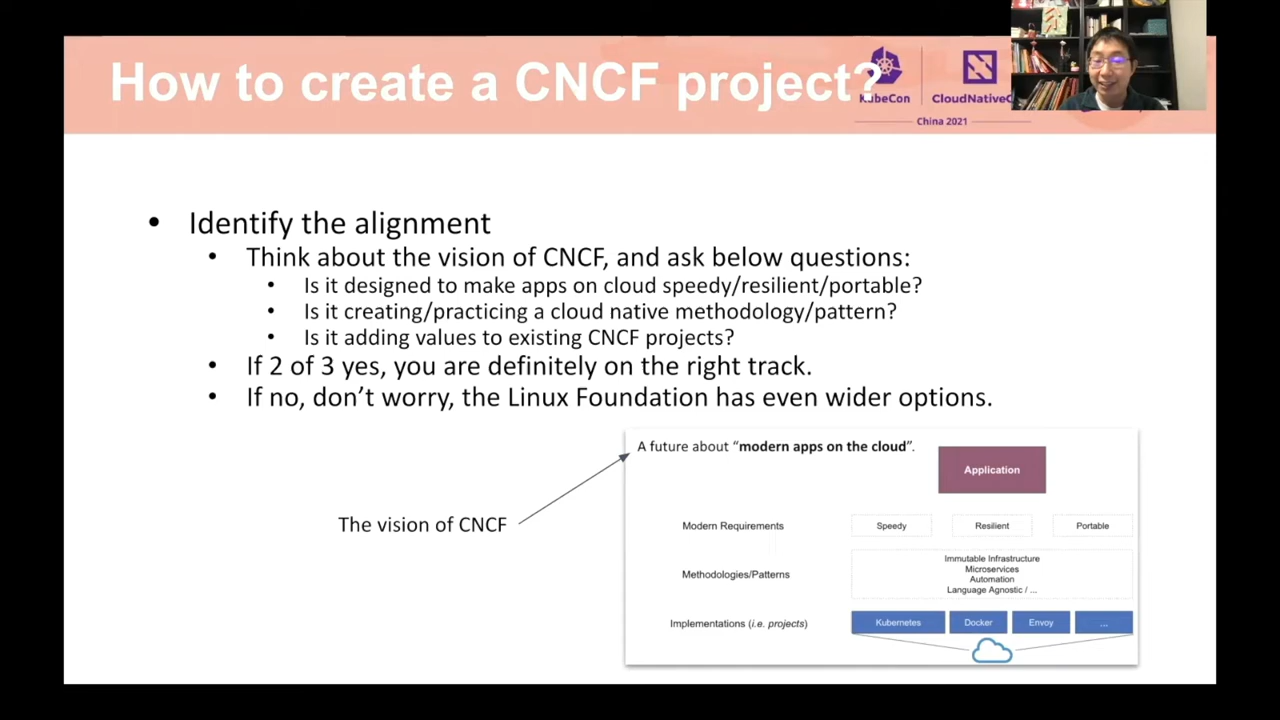 How to create a CNCF project?
KubeCon
CloudNativeC
China 2021
• Identify the alignment
• Think about the vision of CNCF, and ask below questions:
• Is it designed to make apps on cloud speedy/resilient/portable?
• Is it creating/practicing a cloud native methodology/pattern?
• Is it adding values to existing CNCF projects?
• If 2 of 3 yes, you are definitely on the right track.
• If no, don’t worry, the Linux Foundation has even wider options.
The vision of CNCF
A future about “modern apps on the cloud”.
Application
Modern Requirements
Speedy
Resilient
Portable
Methodologies/Patterns
Immutable Infrastructure
Microservices
Automation
Language Agnostic / ...
Implementations (i.e. projects)
Kubernetes
Docker
Envoy
...